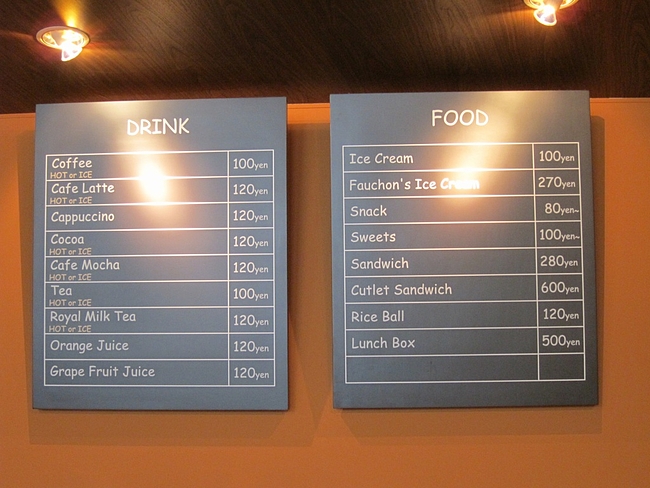 DRINK
Coffee 100yen
HOT or ICE
Cafe Latte 120yen
HOT or ICE
Cappuccino 120yen
Cocoa 120yen
HOT or ICE
Cafe Mocha 120yen
HOT or ICE
Tea 100yen
HOT or ICE
Royal Milk Tea 120yen
HOT or ICE
Orange Juice 120yen
Grape Fruit Juice 120yen
FOOD
Ice Cream 100yen
Fauchon's Ice Cream 270yen
Snack 80yen~
Sweets 100yen~
Sandwich 280yen
Cutlet Sandwich 600yen
Rice Ball 120yen
Lunch Box 500yen